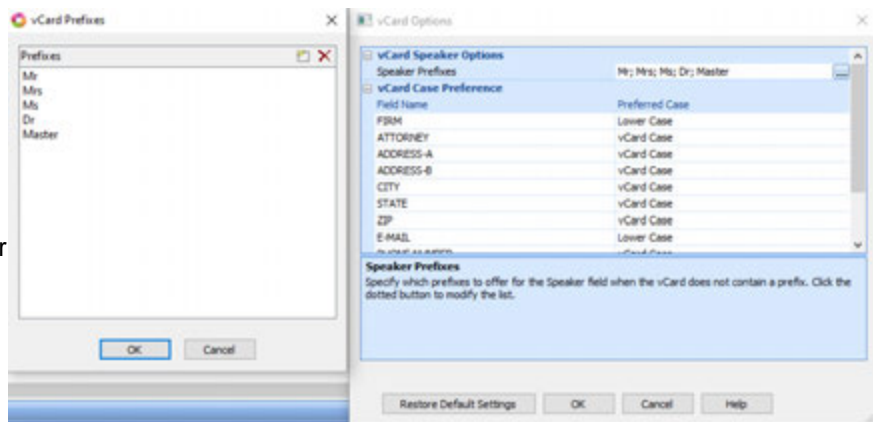 vCard Prefixes
Prefixes
Mr
Mrs
Ms
Dr
Master
OK Cancel
r
vCard Options
vCard Speaker Options
Speaker Prefixes Mr; Mrs; Ms; Dr; Master ...
vCard Case Preference
Field Name Preferred Case
FIRM Lower Case
ATTORNEY vCard Case
ADDRESS-A vCard Case
ADDRESS-B vCard Case
CITY vCard Case
STATE vCard Case
ZIP vCard Case
E-MAIL Lower Case
Speaker Prefixes
Specify which prefixes to offer for the Speaker field when the vCard does not contain a prefix. Click the
dotted button to modify the list.
Restore Default Settings OK Cancel Help